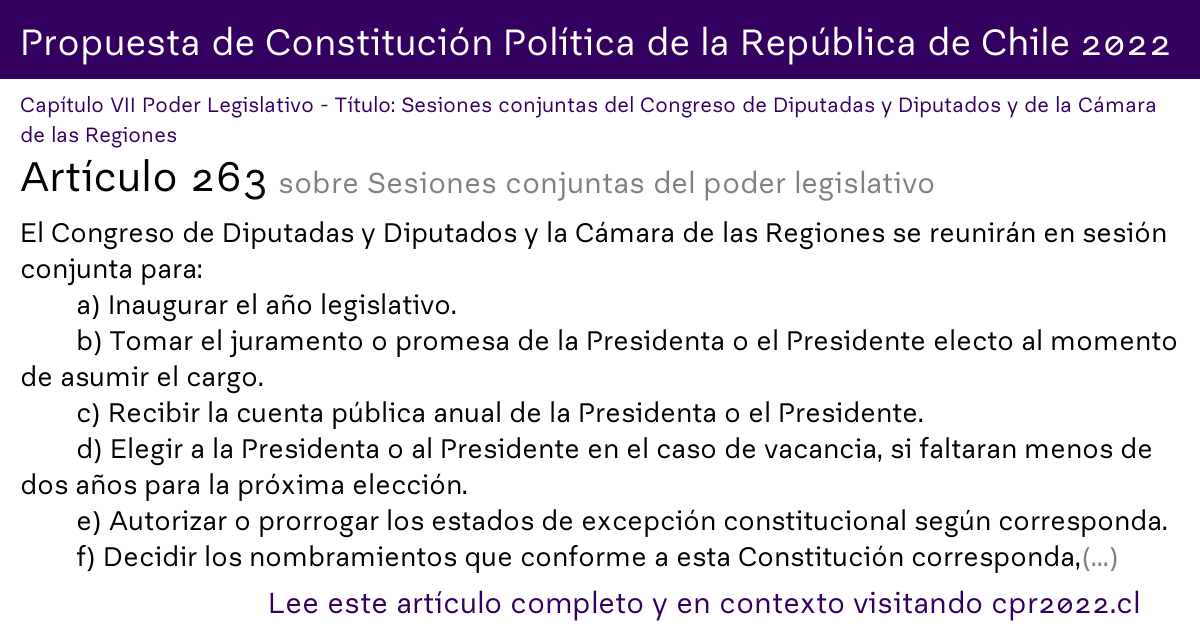 Propuesta de Constitución Política de la República de Chile 2022
Capítulo VII Poder Legislativo - Título: Sesiones conjuntas del Congreso de Diputadas y Diputados y de la Cámara
de las Regiones
Artículo 263 sobre Sesiones conjuntas del poder legislativo
El Congreso de Diputadas y Diputados y la Cámara de las Regiones se reunirán en sesión
conjunta para:
a) Inaugurar el año legislativo.
b) Tomar el juramento o promesa de la Presidenta o el Presidente electo al momento
de asumir el cargo.
c) Recibir la cuenta pública anual de la Presidenta o el Presidente.
d) Elegir a la Presidenta o al Presidente en el caso de vacancia, si faltaran menos de
dos años para la próxima elección.
e) Autorizar o prorrogar los estados de excepción constitucional según corresponda.
f) Decidir los nombramientos que conforme a esta Constitución corresponda,(...)
Lee este artículo completo y en contexto visitando cpr2022.cl